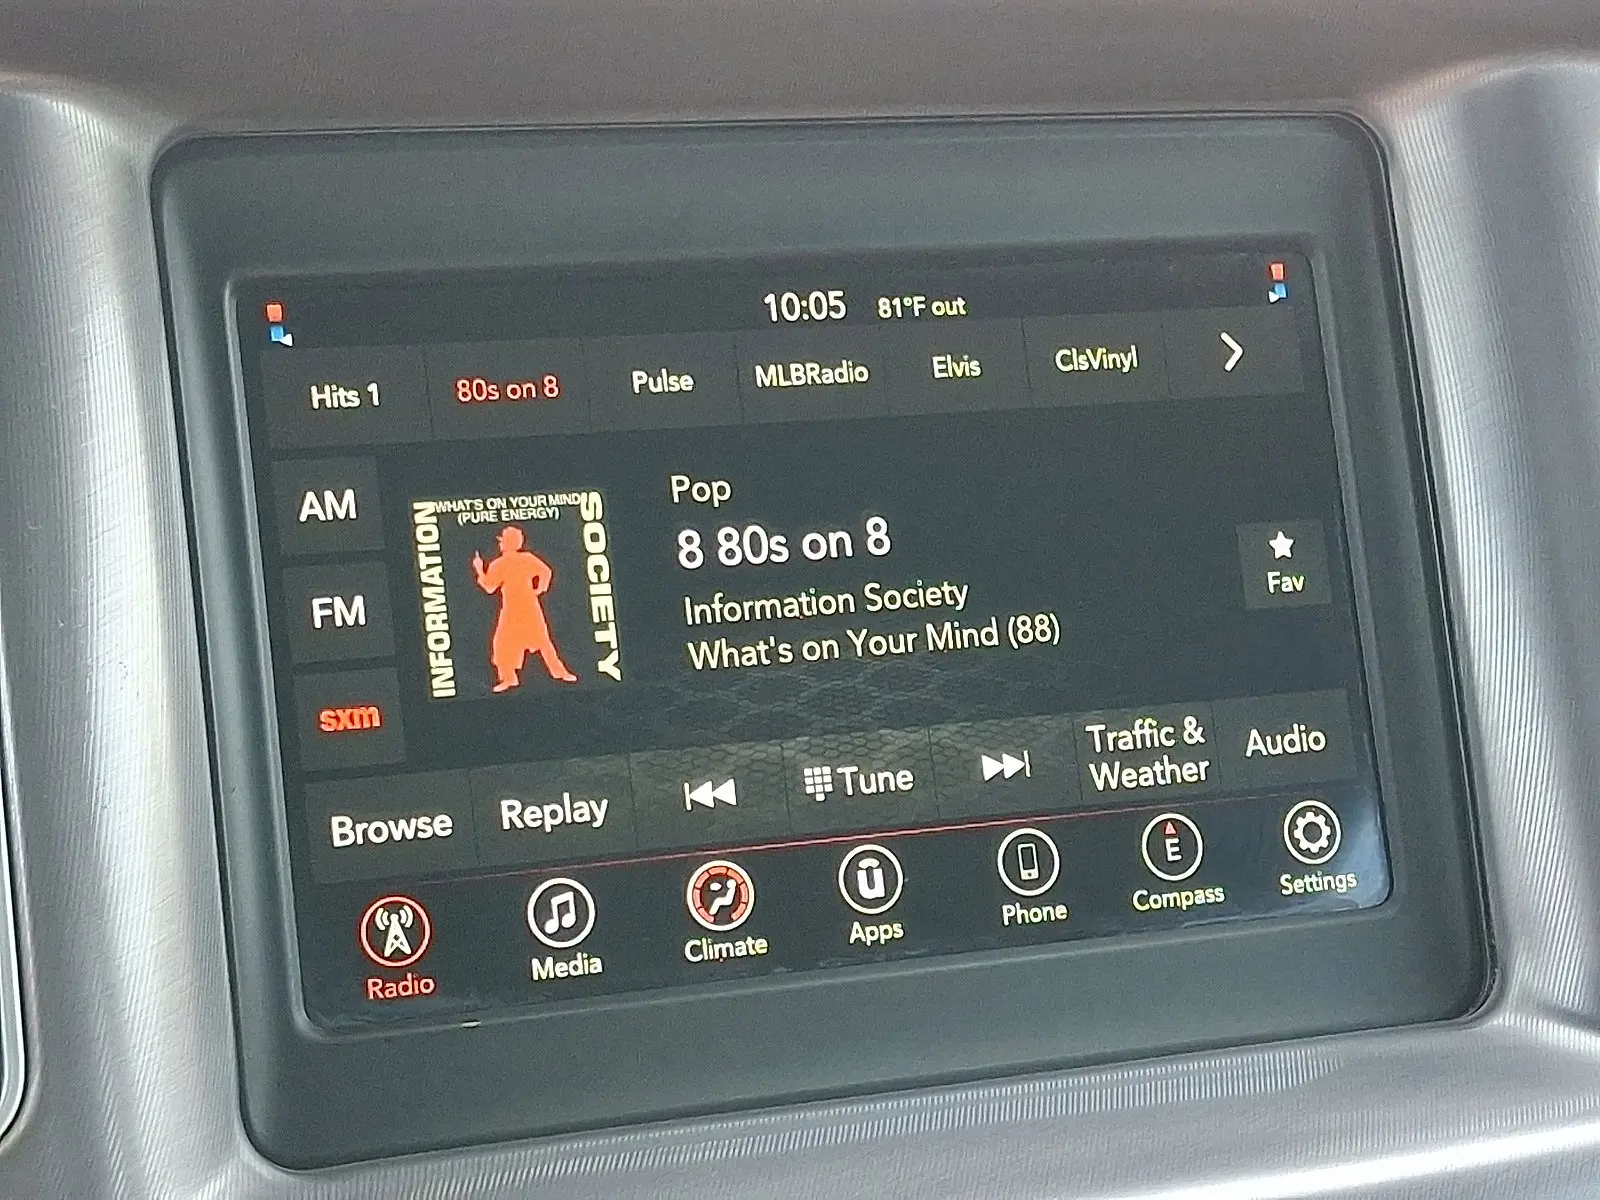 10:05 81°F out
Hits 1 80s on 8 Pulse MLBRadio Elvis ClsVinyl
AM
FM
sxm
WHAT'S ON YOUR MIND
(PURE ENERGY)
INFORMATION
SOCIETY
Pop
8 80s on 8
Information Society
What's on Your Mind (88)
Fav
Browse Replay Tune Traffic &
Weather Audio
Radio Media Climate Apps Phone E Compass Settings